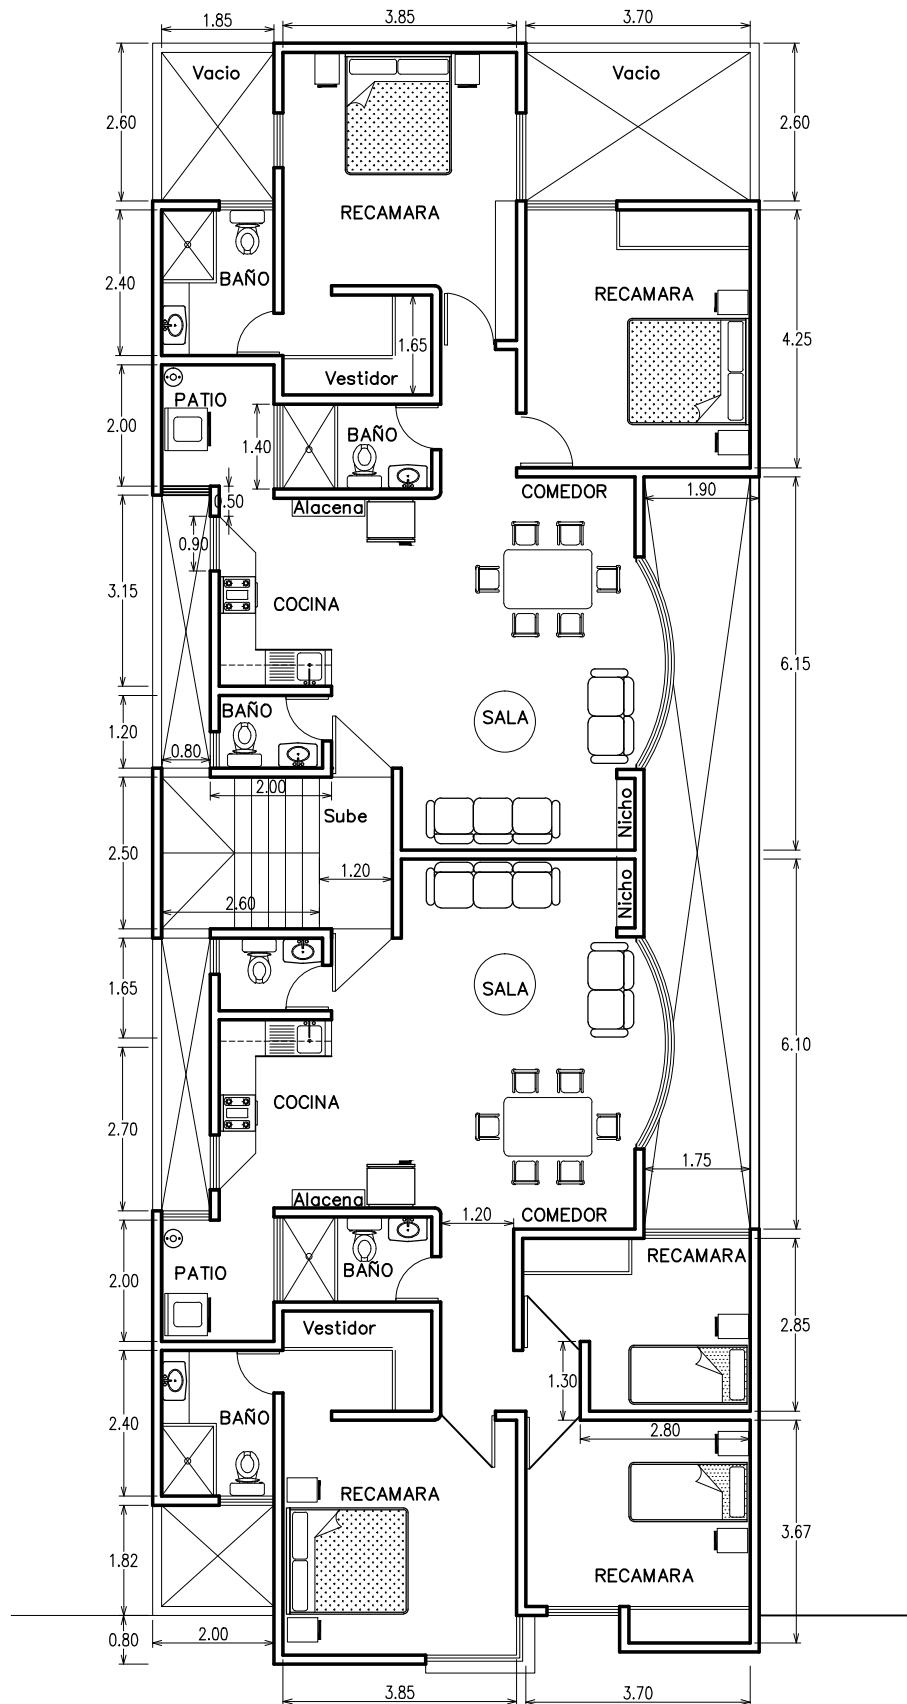 1.85
3.85
3.70
Vacio
Vacio
2.60
2.60
RECAMARA
2.40
BAÑO
RECAMARA
4.25
1.65
Vestidor
PATIO
2.00
1.40
BAÑO
COMEDOR
1.90
0.50
Alacena
0.90
3.15
COCINA
6.15
BAÑO
SALA
1.20
0.80
2.00
Sube
Nicho
2.50
1.20
2.60
Nicho
1.65
SALA
6.10
COCINA
2.70
1.75
Alacena
1.20
COMEDOR
RECAMARA
PATIO
BAÑO
2.00
Vestidor
2.85
1.30
BAÑO
2.40
2.80
RECAMARA
3.67
1.82
RECAMARA
0.80
2.00
3.85
3.70